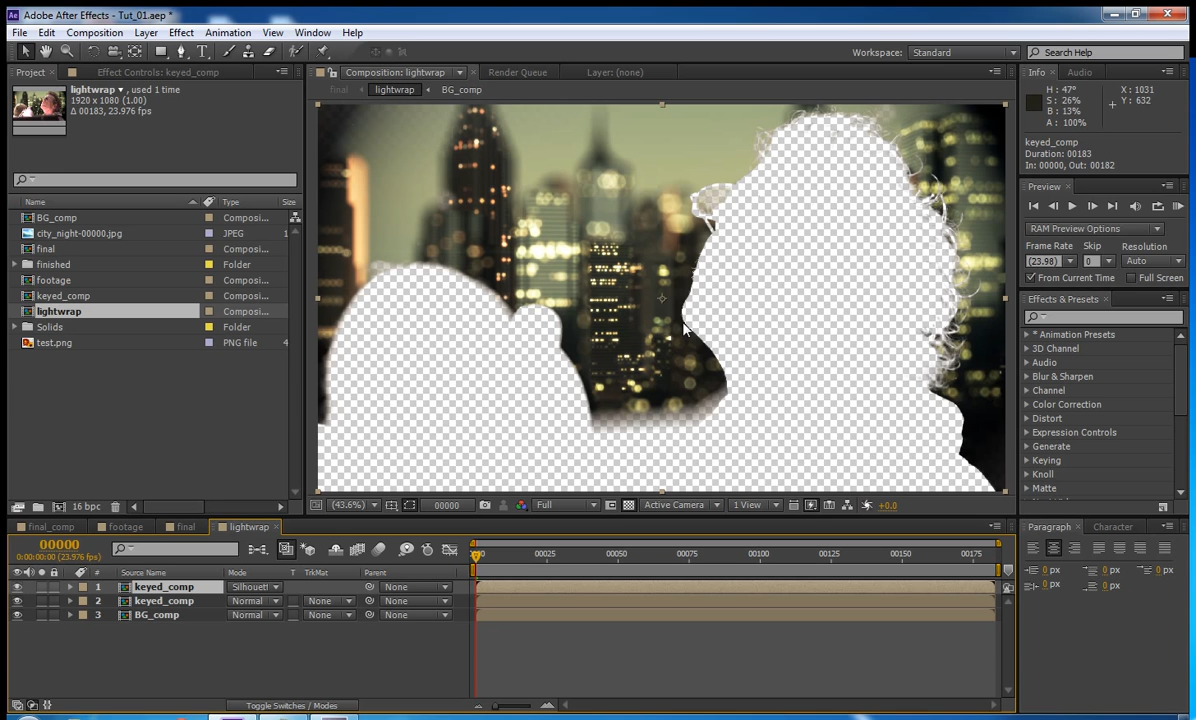 Adobe After Effects - Tut_01.aep *
File Edit Composition Layer Effect Animation View Window Help
Workspace: Standard Search Help
Project Effect Controls: keyed_comp
Composition: lightwrap Render Queue Layer: (none)
Info Audio
lightwrap , used 1 time
1920 x 1080 (1.00)
Δ 00183, 23.976 fps
final lightwrap BG_comp
H : 47°
S : 26%
B : 13%
A : 100%
X : 1031
Y : 632
keyed_comp
Duration: 00183
In: 00000, Out: 00182
Preview
RAM Preview Options
Frame Rate Skip Resolution
(23.98) 0 Auto
From Current Time Full Screen
Effects & Presets
* Animation Presets
3D Channel
Audio
Blur & Sharpen
Channel
Color Correction
Distort
Expression Controls
Generate
Keying
Knoll
Matte
Name Type Size
BG_comp Composi...
city_night-00000.jpg JPEG 1
final Composi...
finished Folder
footage Composi...
keyed_comp Composi...
lightwrap Composi...
Solids Folder
test.png PNG file 4
16 bpc
(43.6%) 00000 Full Active Camera 1 View +0.0
final_comp footage final lightwrap
Paragraph Character
00000
0:00:00:00 (23.976 fps)
00025 00050 00075 00100 00125 00150 00175
# Source Name Mode T TrkMat Parent
1 keyed_comp Silhouett None
2 keyed_comp Normal None None
3 BG_comp Normal None None
0 px 0 px 0 px
0 px 0 px
Toggle Switches / Modes